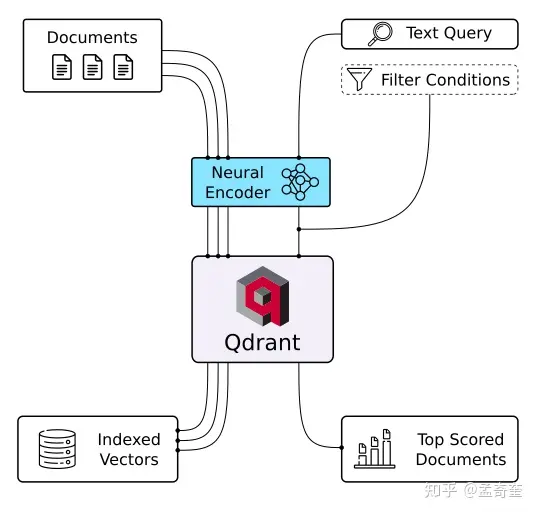 Documents
Text Query
Filter Conditions
Neural
Encoder
Qdrant
Indexed
Vectors
Top Scored
Documents
知乎 @孟奇奎